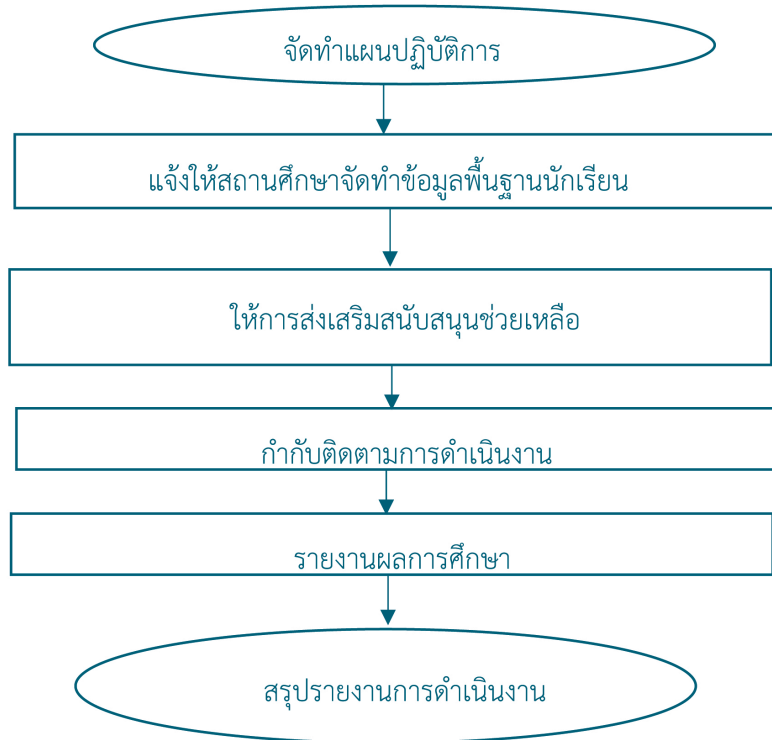 จัดทำแผนปฏิบัติการ
แจ้งให้สถานศึกษาจัดทำข้อมูลพื้นฐานนักเรียน
ให้การส่งเสริมสนับสนุนช่วยเหลือ
กำกับติดตามการดำเนินงาน
รายงานผลการศึกษา
สรุปรายงานการดำเนินงาน